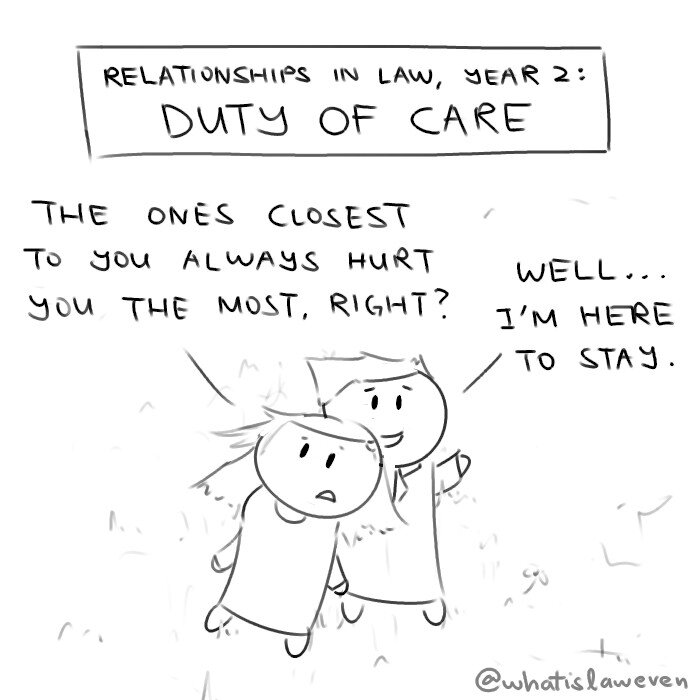 RELATIONSHIPS IN LAW, YEAR 2:
DUTY OF CARE
THE ONES CLOSEST
TO YOU ALWAYS HURT
YOU THE MOST, RIGHT?
WELL...
I'M HERE
TO STAY.
@whatislaweven